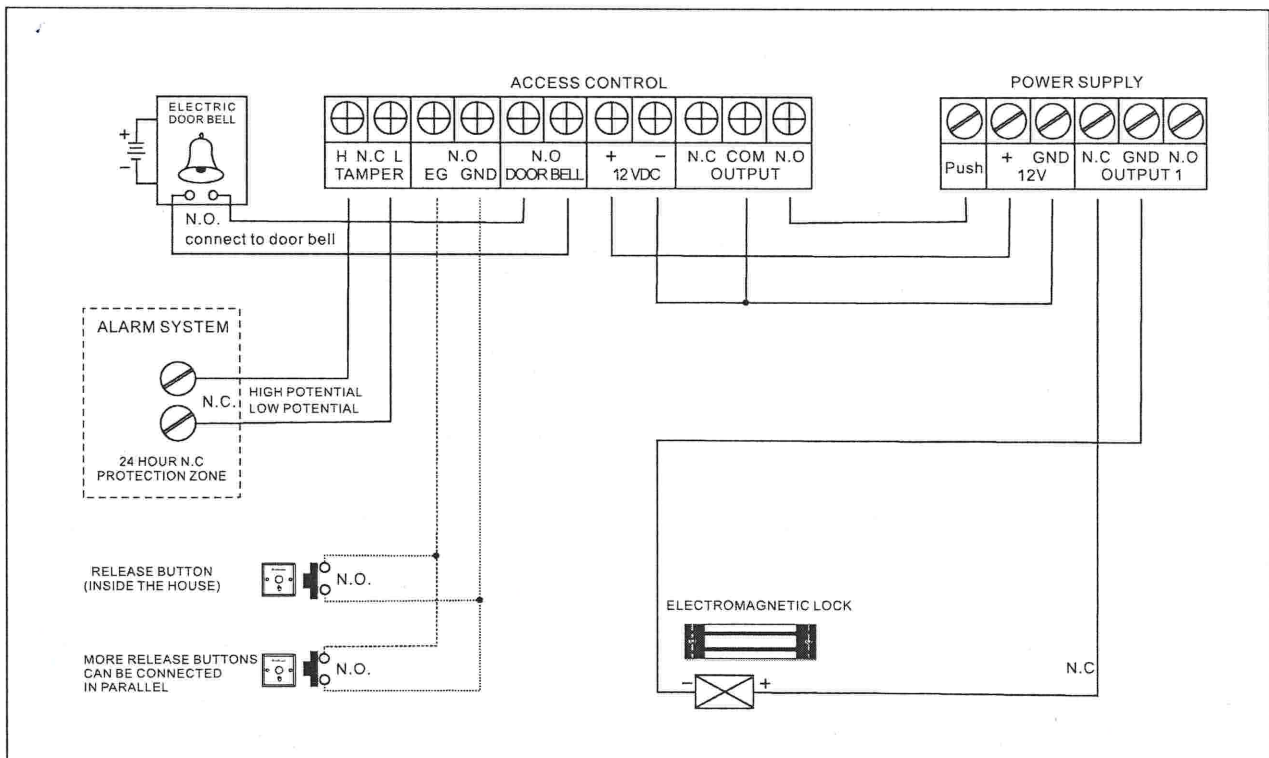 ACCESS CONTROL
POWER SUPPLY
ELECTRIC
DOOR BELL
+
−
N.O.
connect to door bell
H N.C L
TAMPER
N.O
EG GND
N.O
DOOR BELL
+ −
12 VDC
N.C COM N.O
OUTPUT
Push
+ GND
12V
N.C GND N.O
OUTPUT 1
ALARM SYSTEM
N.C.
HIGH POTENTIAL
LOW POTENTIAL
24 HOUR N.C
PROTECTION ZONE
RELEASE BUTTON
(INSIDE THE HOUSE)
N.O.
MORE RELEASE BUTTONS
CAN BE CONNECTED
IN PARALLEL
N.O.
ELECTROMAGNETIC LOCK
− +
N.C